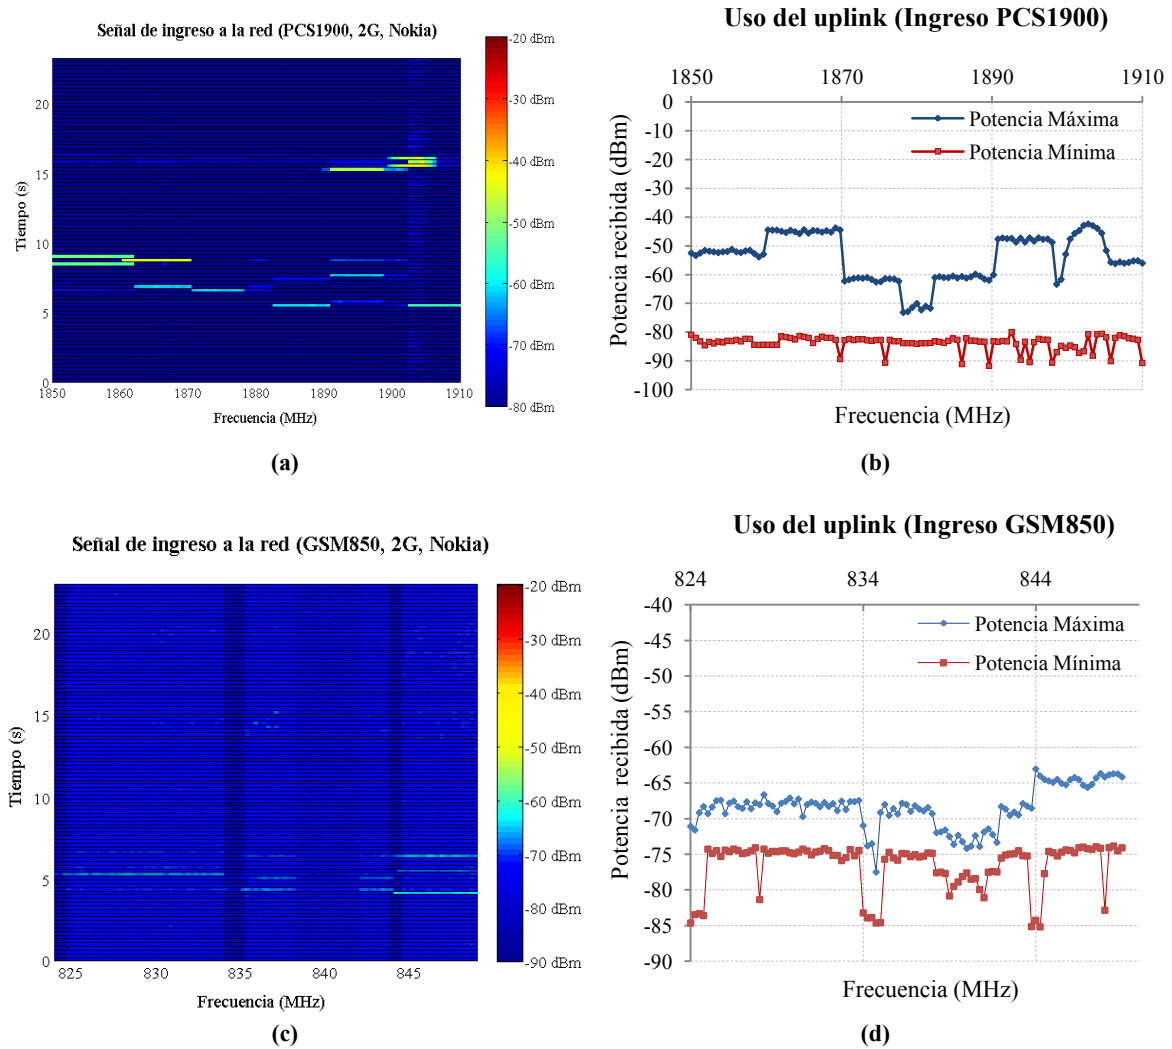 Señal de ingreso a la red (PCS1900, 2G, Nokia)
-20 dBm
-30 dBm
-40 dBm
-50 dBm
-60 dBm
-70 dBm
-80 dBm
20
15
10
5
0
Tiempo (s)
1850 1860 1870 1880 1890 1900 1910
Frecuencia (MHz)
(a)
Uso del uplink (Ingreso PCS1900)
1850 1870 1890 1910
0
-10
-20
-30
-40
-50
-60
-70
-80
-90
-100
Potencia recibida (dBm)
Potencia Máxima
Potencia Mínima
Frecuencia (MHz)
(b)
Señal de ingreso a la red (GSM850, 2G, Nokia)
-20 dBm
-30 dBm
-40 dBm
-50 dBm
-60 dBm
-70 dBm
-80 dBm
-90 dBm
20
15
10
5
0
Tiempo (s)
825 830 835 840 845
Frecuencia (MHz)
(c)
Uso del uplink (Ingreso GSM850)
824 834 844
-40
-45
-50
-55
-60
-65
-70
-75
-80
-85
-90
Potencia recibida (dBm)
Potencia Máxima
Potencia Mínima
Frecuencia (MHz)
(d)